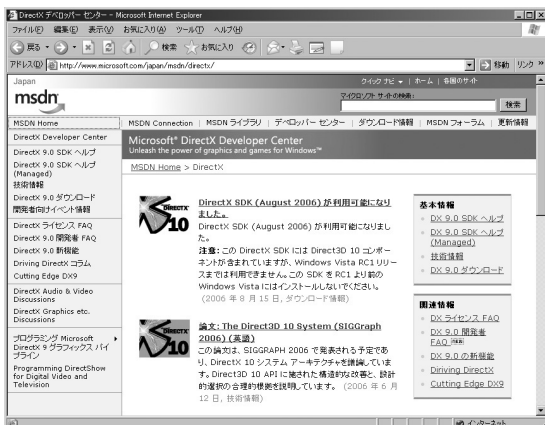 DirectX デベロッパー センター - Microsoft Internet Explorer
ファイル(F) 編集(E) 表示(V) お気に入り(A) ツール(T) ヘルプ(H)
戻る 検索 お気に入り
アドレス(D) http://www.microsoft.com/japan/msdn/directx/ 移動 リンク »
Japan クイック ナビ | ホーム | 各国のサイト
msdn
マイクロソフト サイトの検索:
検索
MSDN Home
MSDN Connection | MSDN ライブラリ | デベロッパー センター | ダウンロード情報 | MSDN フォーラム | 更新情報
DirectX Developer Center
DirectX 9.0 SDK ヘルプ
DirectX 9.0 SDK ヘルプ
(Managed)
技術情報
DirectX 9.0 ダウンロード
開発者向けイベント情報
DirectX ライセンス FAQ
DirectX 9.0 開発者 FAQ
DirectX 9.0 新機能
Driving DirectX コラム
Cutting Edge DX9
DirectX Audio & Video
Discussions
DirectX Graphics etc.
Discussions
プログラミング Microsoft
DirectX 9 グラフィックス パイ
プライン
Programming DirectShow
for Digital Video and
Television
Microsoft® DirectX Developer Center
Unleash the power of graphics and games for Windows™
MSDN Home > DirectX
DIRECTX
10
DirectX SDK (August 2006) が利用可能になり
ました。
DirectX SDK (August 2006) が利用可能になりまし
た。
注意: この DirectX SDK には Direct3D 10 コンポー
ネントが含まれていますが、Windows Vista RC1 リリー
スまでは利用できません。この SDK を RC1 より前の
Windows Vista にはインストールしないでください。
(2006 年 8 月 15 日, ダウンロード情報)
DIRECTX
10
論文: The Direct3D 10 System (SIGGraph
2006) (英語)
この論文は、SIGGRAPH 2006 で発表される予定であ
り、DirectX 10 システム アーキテクチャを議論していま
す。Direct3D 10 API に施された構造的な改善と、設計
的選択の合理的根拠を説明しています。 (2006 年 6 月
12 日, 技術情報)
基本情報
DX 9.0 SDK ヘルプ
DX 9.0 SDK ヘルプ
(Managed)
技術情報
DX 9.0 ダウンロード
関連情報
DX ライセンス FAQ
DX 9.0 開発者
FAQ NEW
DX 9.0 の新機能
Driving DirectX
Cutting Edge DX9
インターネット